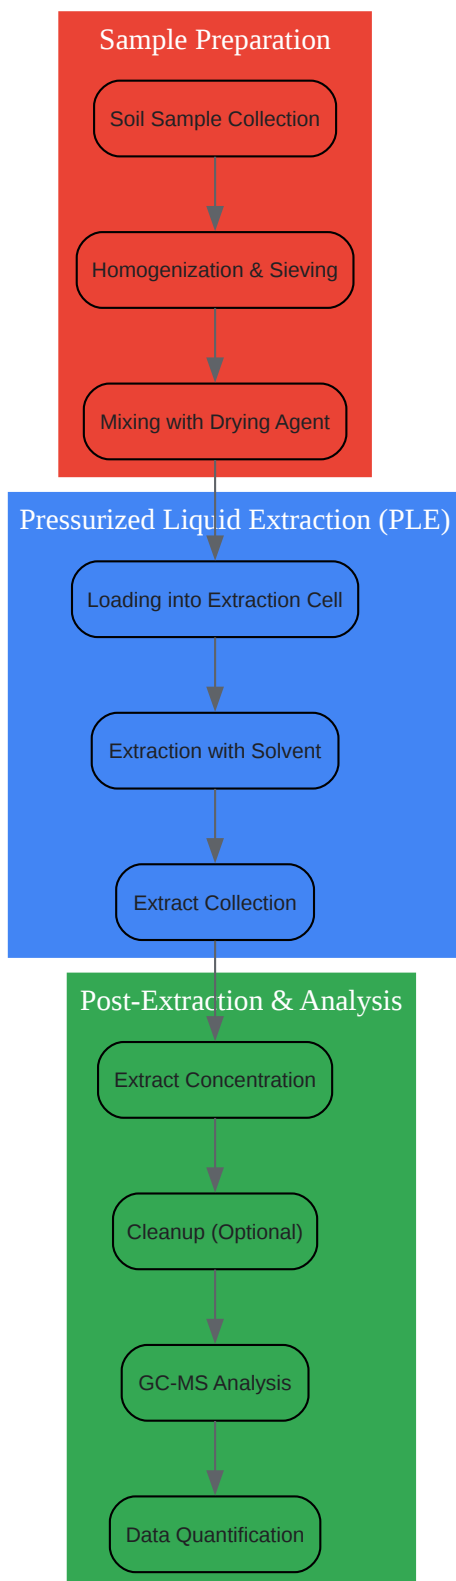 Sample Preparation
Soil Sample Collection
Homogenization & Sieving
Mixing with Drying Agent
Pressurized Liquid Extraction (PLE)
Loading into Extraction Cell
Extraction with Solvent
Extract Collection
Post-Extraction & Analysis
Extract Concentration
Cleanup (Optional)
GC-MS Analysis
Data Quantification